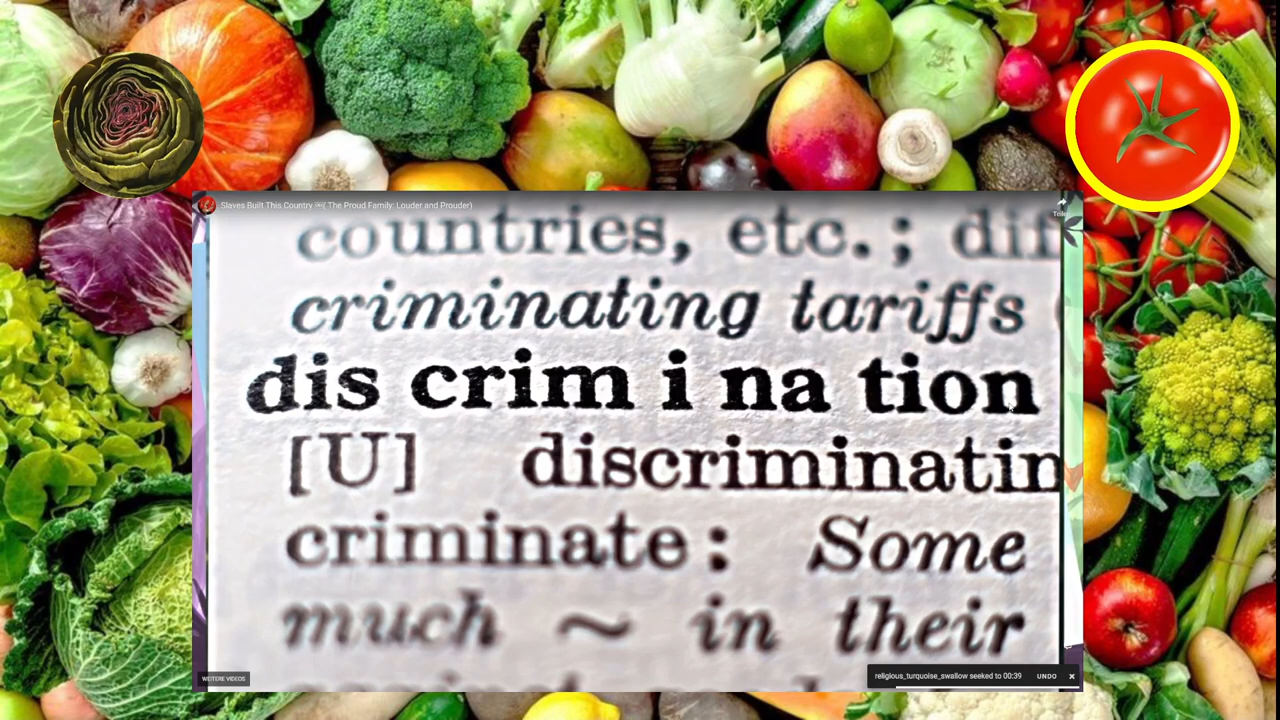 Slaves Built This Country ( The Proud Family: Louder and Prouder)
Teilen
countries, etc.; dif
criminating tariffs
dis crim i na tion
[U] discriminatin
criminate: Some
much ~ in their
WEITERE VIDEOS
religious_turquoise_swallow seeked to 00:39 UNDO ×